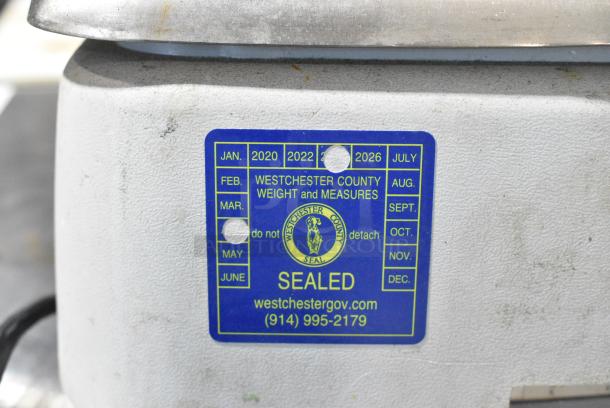 JAN. 2020 2022 2026 JULY
FEB. WESTCHESTER COUNTY AUG.
WEIGHT and MEASURES
MAR. SEPT.
do not WESTCHESTER COUNTY SEAL detach OCT.
MAY NOV.
JUNE SEALED DEC.
westchestergov.com
(914) 995-2179